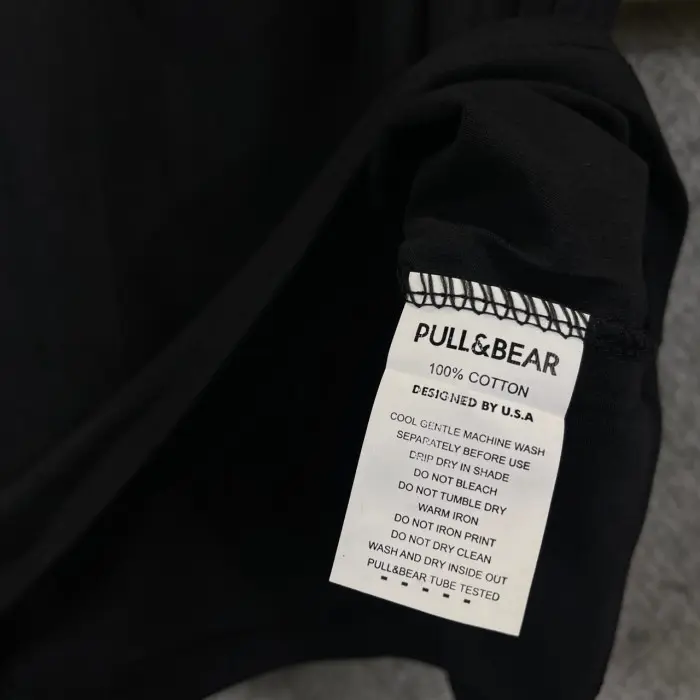 PULL&BEAR
100% COTTON
DESIGNED BY U.S.A
COOL GENTLE MACHINE WASH
SEPARATELY BEFORE USE
DRIP DRY IN SHADE
DO NOT BLEACH
DO NOT TUMBLE DRY
WARM IRON
DO NOT IRON PRINT
DO NOT DRY CLEAN
WASH AND DRY INSIDE OUT
PULL&BEAR TUBE TESTED